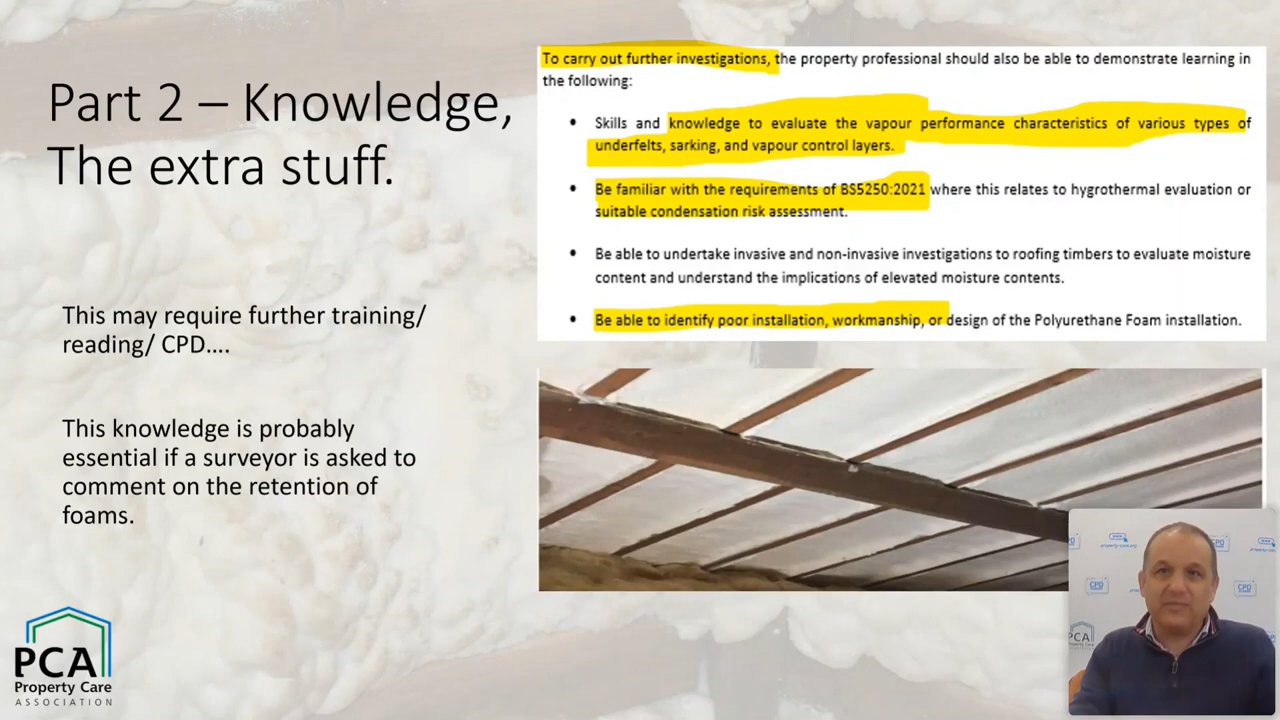 Part 2 – Knowledge,
The extra stuff.
This may require further training/
reading/ CPD....
This knowledge is probably
essential if a surveyor is asked to
comment on the retention of
foams.
PCA
Property Care
ASSOCIATION
To carry out further investigations, the property professional should also be able to demonstrate learning in
the following:
• Skills and knowledge to evaluate the vapour performance characteristics of various types of
underfelts, sarking, and vapour control layers.
• Be familiar with the requirements of BS5250:2021 where this relates to hygrothermal evaluation or
suitable condensation risk assessment.
• Be able to undertake invasive and non-invasive investigations to roofing timbers to evaluate moisture
content and understand the implications of elevated moisture contents.
• Be able to identify poor installation, workmanship, or design of the Polyurethane Foam installation.
property-care.org
CPD
CPD
PCA